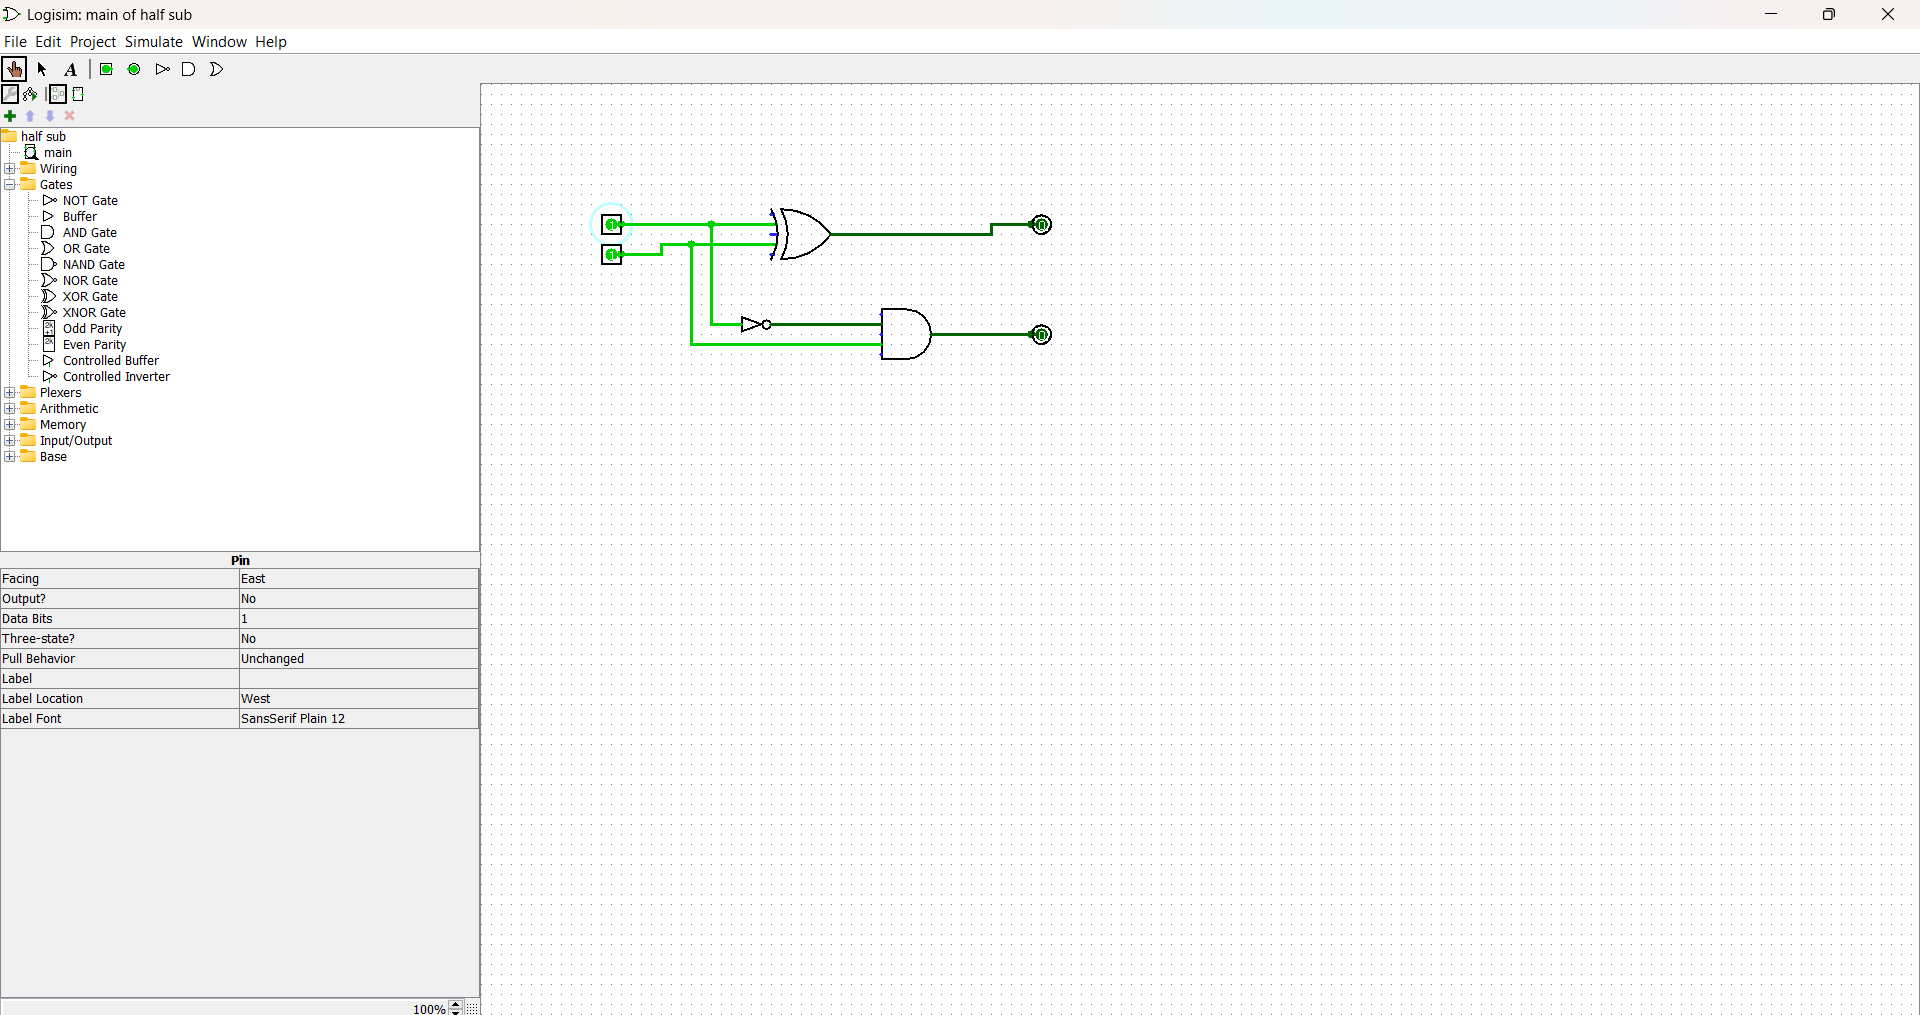 Logisim: main of half sub
File Edit Project Simulate Window Help
A
half sub
main
Wiring
Gates
NOT Gate
Buffer
AND Gate
OR Gate
NAND Gate
NOR Gate
XOR Gate
XNOR Gate
Odd Parity
Even Parity
Controlled Buffer
Controlled Inverter
Plexers
Arithmetic
Memory
Input/Output
Base
Pin
Facing East
Output? No
Data Bits 1
Three-state? No
Pull Behavior Unchanged
Label
Label Location West
Label Font SansSerif Plain 12
100%
1
0
1
0